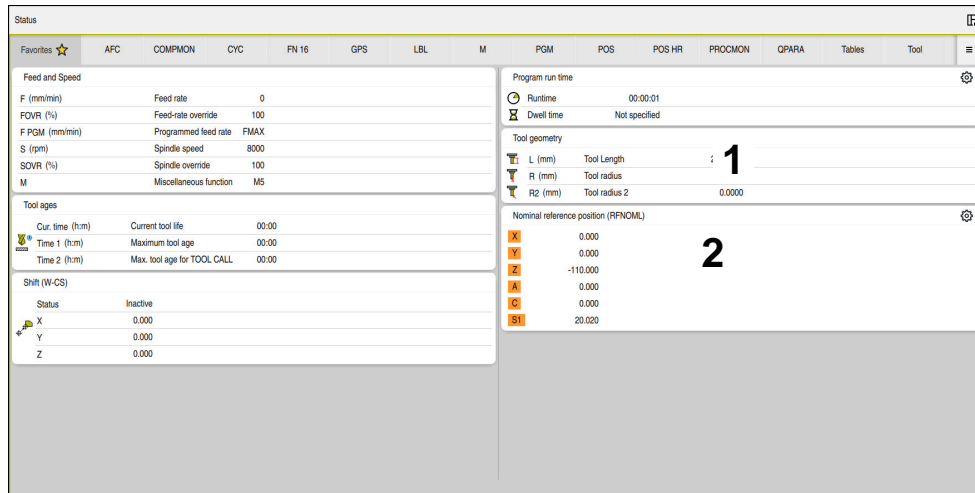 Status
Favorites AFC COMPMON CYC FN 16 GPS LBL M PGM POS POS HR PROCMON QPARA Tables Tool
Feed and Speed
F (mm/min) Feed rate 0
FOVR (%) Feed-rate override 100
F PGM (mm/min) Programmed feed rate FMAX
S (rpm) Spindle speed 8000
SOVR (%) Spindle override 100
M Miscellaneous function M5
Tool ages
Cur. time (h:m) Current tool life 00:00
Time 1 (h:m) Maximum tool age 00:00
Time 2 (h:m) Max. tool age for TOOL CALL 00:00
Shift (W-CS)
Status Inactive
X 0.000
Y 0.000
Z 0.000
Program run time
Runtime 00:00:01
Dwell time Not specified
Tool geometry
L (mm) Tool Length
R (mm) Tool radius
R2 (mm) Tool radius 2 0.0000
1
Nominal reference position (RFNOML)
X 0.000
Y 0.000
Z -110.000
A 0.000
C 0.000
S1 20.020
2